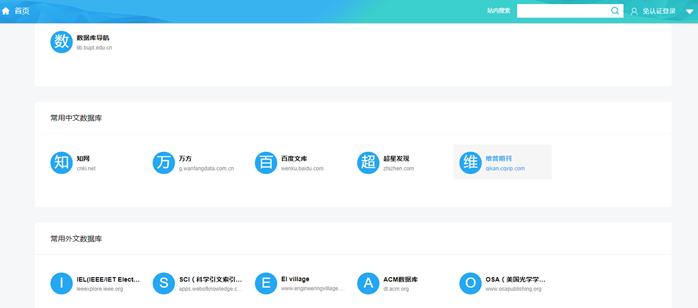 首页
站内搜索
免认证登录
数 数据库导航
lib.bupt.edu.cn
常用中文数据库
知 知网
cnki.net
万 万方
g.wanfangdata.com.cn
百 百度文库
wenku.baidu.com
超 超星发现
zhizhen.com
维 维普期刊
qikan.cqvip.com
常用外文数据库
I IEL(IEEE/IET Elect...
ieeexplore.ieee.org
S SCI（科学引文索引...
apps.webofknowledge.c...
E EI village
www.engineeringvillage....
A ACM数据库
dl.acm.org
O OSA（美国光学学...
www.osapublishing.org